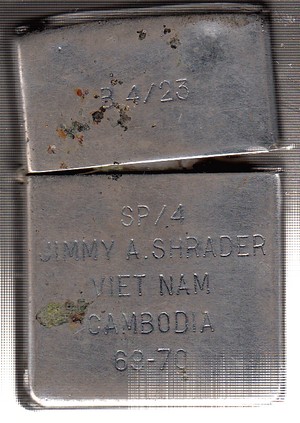 B 4/23
SP/4
JIMMY A. SHRADER
VIET NAM
CAMBODIA
69-70